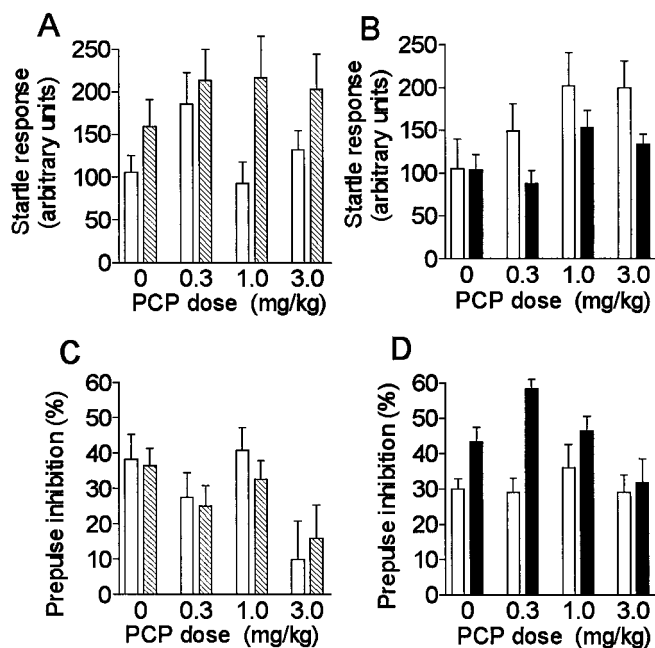 A
Startle response
(arbitrary units)
250
200
150
100
50
0
0 0.3 1.0 3.0
PCP dose (mg/kg)
B
Startle response
(arbitrary units)
250
200
150
100
50
0
0 0.3 1.0 3.0
PCP dose (mg/kg)
C
Prepulse inhibition (%)
60
50
40
30
20
10
0
0 0.3 1.0 3.0
PCP dose (mg/kg)
D
Prepulse inhibition (%)
60
50
40
30
20
10
0
0 0.3 1.0 3.0
PCP dose (mg/kg)